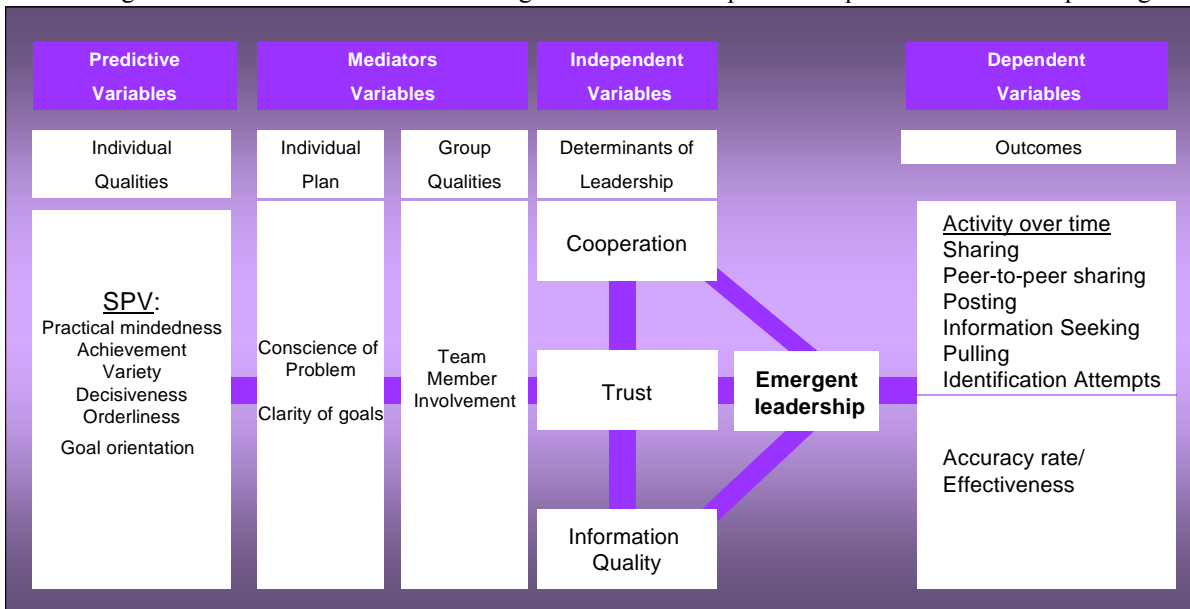 Predictive
Variables
Mediators
Variables
Independent
Variables
Dependent
Variables
Individual
Qualities
Individual
Plan
Group
Qualities
Determinants of
Leadership
Outcomes
SPV:
Practical mindedness
Achievement
Variety
Decisiveness
Orderliness
Goal orientation
Conscience of
Problem
Clarity of goals
Team
Member
Involvement
Cooperation
Trust
Information
Quality
Emergent
leadership
Activity over time
Sharing
Peer-to-peer sharing
Posting
Information Seeking
Pulling
Identification Attempts
Accuracy rate/
Effectiveness